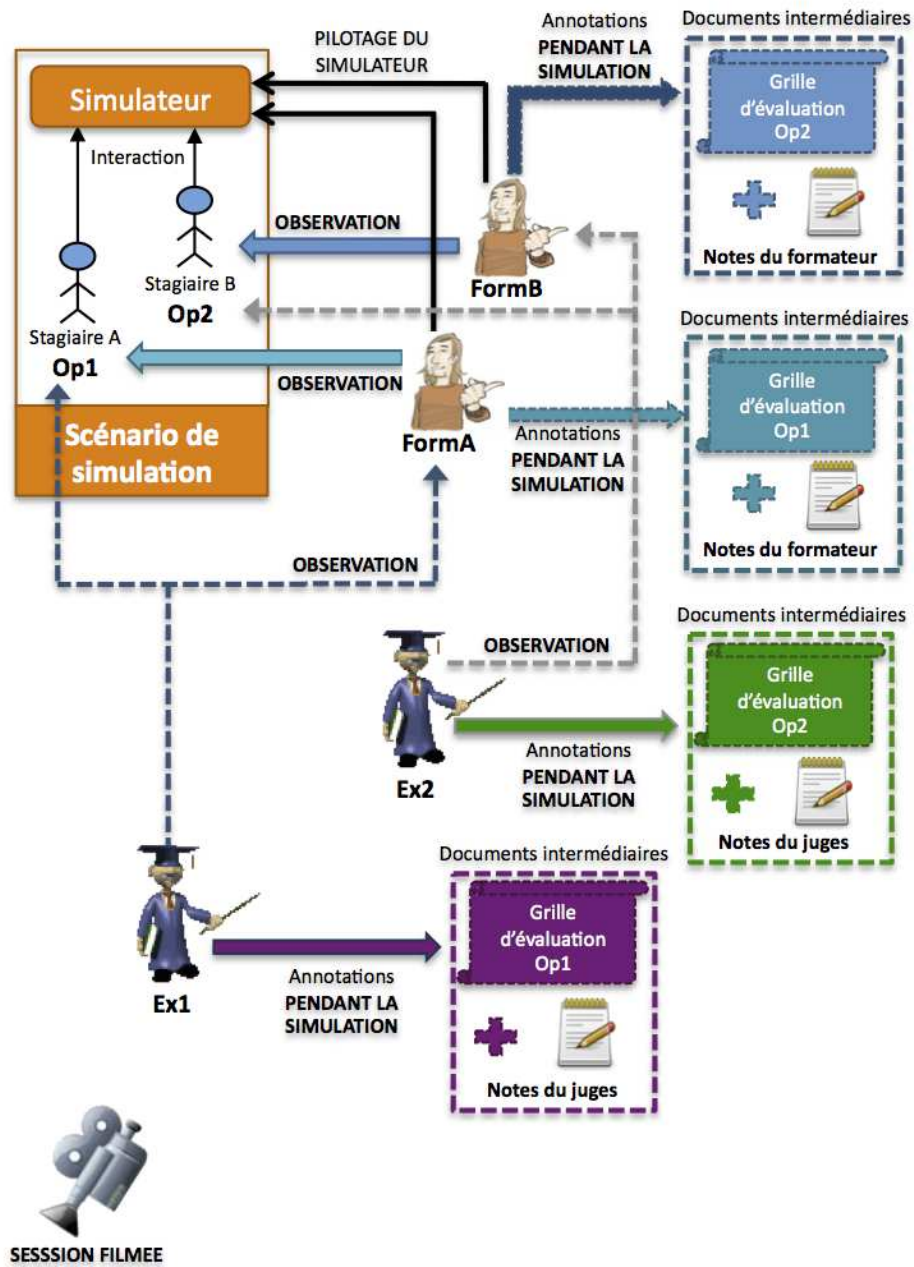 Documents intermédiaires
Annotations
PENDANT LA
SIMULATION
PILOTAGE DU
SIMULATEUR
Grille
d'évaluation
Op2
Notes du formateur
Simulateur
Interaction
OBSERVATION
Stagiaire B
Op2
FormB
Stagiaire A
Op1
OBSERVATION
FormA
Scénario de
simulation
Documents intermédiaires
Grille
d'évaluation
Op1
Notes du formateur
Annotations
PENDANT LA
SIMULATION
OBSERVATION
Documents intermédiaires
OBSERVATION
Grille
d'évaluation
Op2
Notes du juges
Annotations
PENDANT LA
SIMULATION
Ex2
Documents intermédiaires
Grille
d'évaluation
Op1
Notes du juges
Annotations
PENDANT LA
SIMULATION
Ex1
SESSSION FILMEE